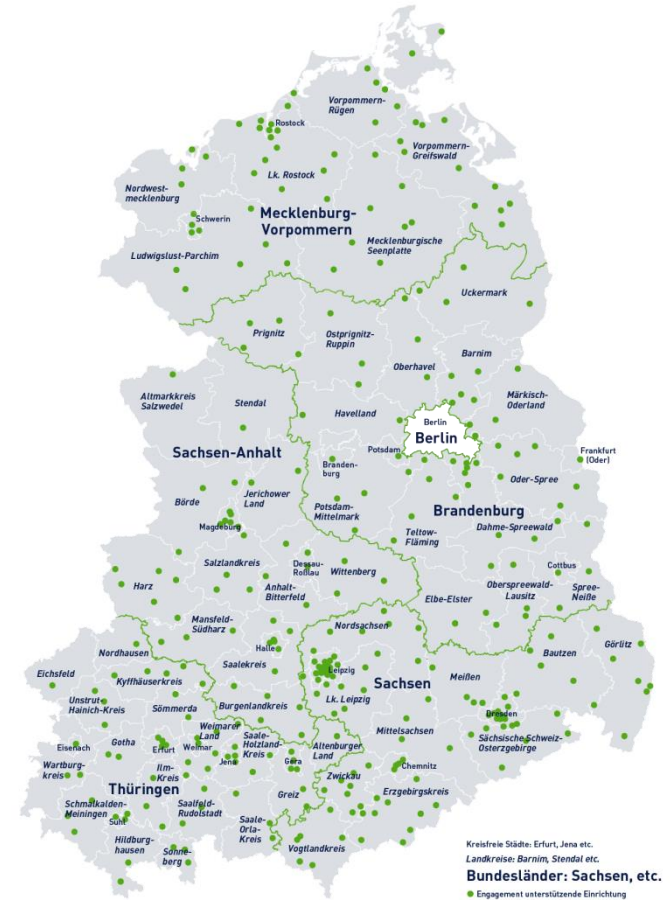 Vorpommern-
Rügen
Rostock
Vorpommern-
Greifswald
Lk. Rostock
Nordwest-
mecklenburg
Schwerin
Mecklenburg-
Vorpommern
Mecklenburgische
Seenplatte
Ludwigslust-Parchim
Uckermark
Prignitz
Ostprignitz-
Ruppin
Oberhavel
Barnim
Altmarkkreis
Salzwedel
Stendal
Havelland
Märkisch-
Oderland
Berlin
Berlin
Sachsen-Anhalt
Potsdam
Branden-
burg
Frankfurt
(Oder)
Oder-Spree
Börde
Jerichower
Land
Potsdam-
Mittelmark
Brandenburg
Magdeburg
Teltow-
Fläming
Dahme-Spreewald
Salzlandkreis
Dessau-
Roßlau
Wittenberg
Cottbus
Harz
Anhalt-
Bitterfeld
Elbe-Elster
Oberspreewald-
Lausitz
Spree-
Neiße
Mansfeld-
Südharz
Nordsachsen
Halle
Nordhausen
Saalekreis
Leipzig
Bautzen
Görlitz
Eichsfeld
Kyffhäuserkreis
Sachsen
Meißen
Unstrut-
Hainich-Kreis
Sömmerda
Burgenlandkreis
Lk. Leipzig
Dresden
Weimarer
Land
Saale-
Holzland-
Kreis
Altenburger
Land
Mittelsachsen
Sächsische Schweiz-
Osterzgebirge
Eisenach
Gotha
Erfurt
Weimar
Jena
Gera
Chemnitz
Wartburg-
kreis
Ilm-
Kreis
Zwickau
Thüringen
Greiz
Erzgebirgskreis
Schmalkalden-
Meiningen
Saalfeld-
Rudolstadt
Suhl
Saale-
Orla-
Kreis
Hildburg-
hausen
Sonne-
berg
Vogtlandkreis
Kreisfreie Städte: Erfurt, Jena etc.
Landkreise: Barnim, Stendal etc.
Bundesländer: Sachsen, etc.
Engagement unterstützende Einrichtung